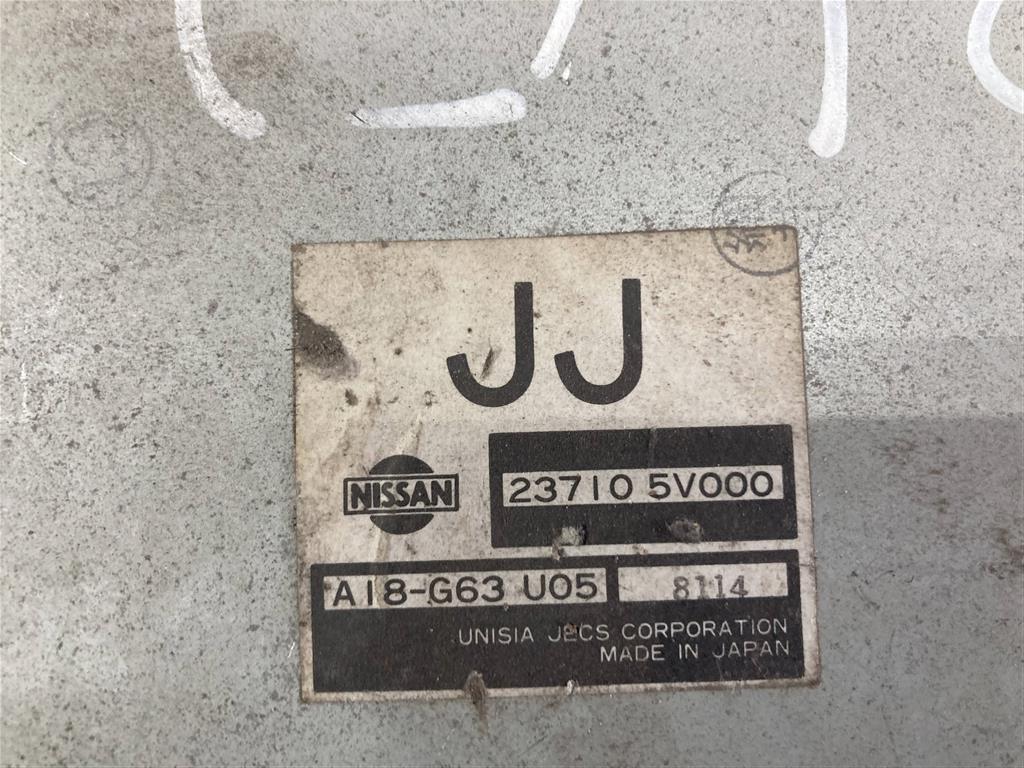 JJ
NISSAN
23710 5V000
A18-G63 U05
8114
UNISIA JECS CORPORATION
MADE IN JAPAN